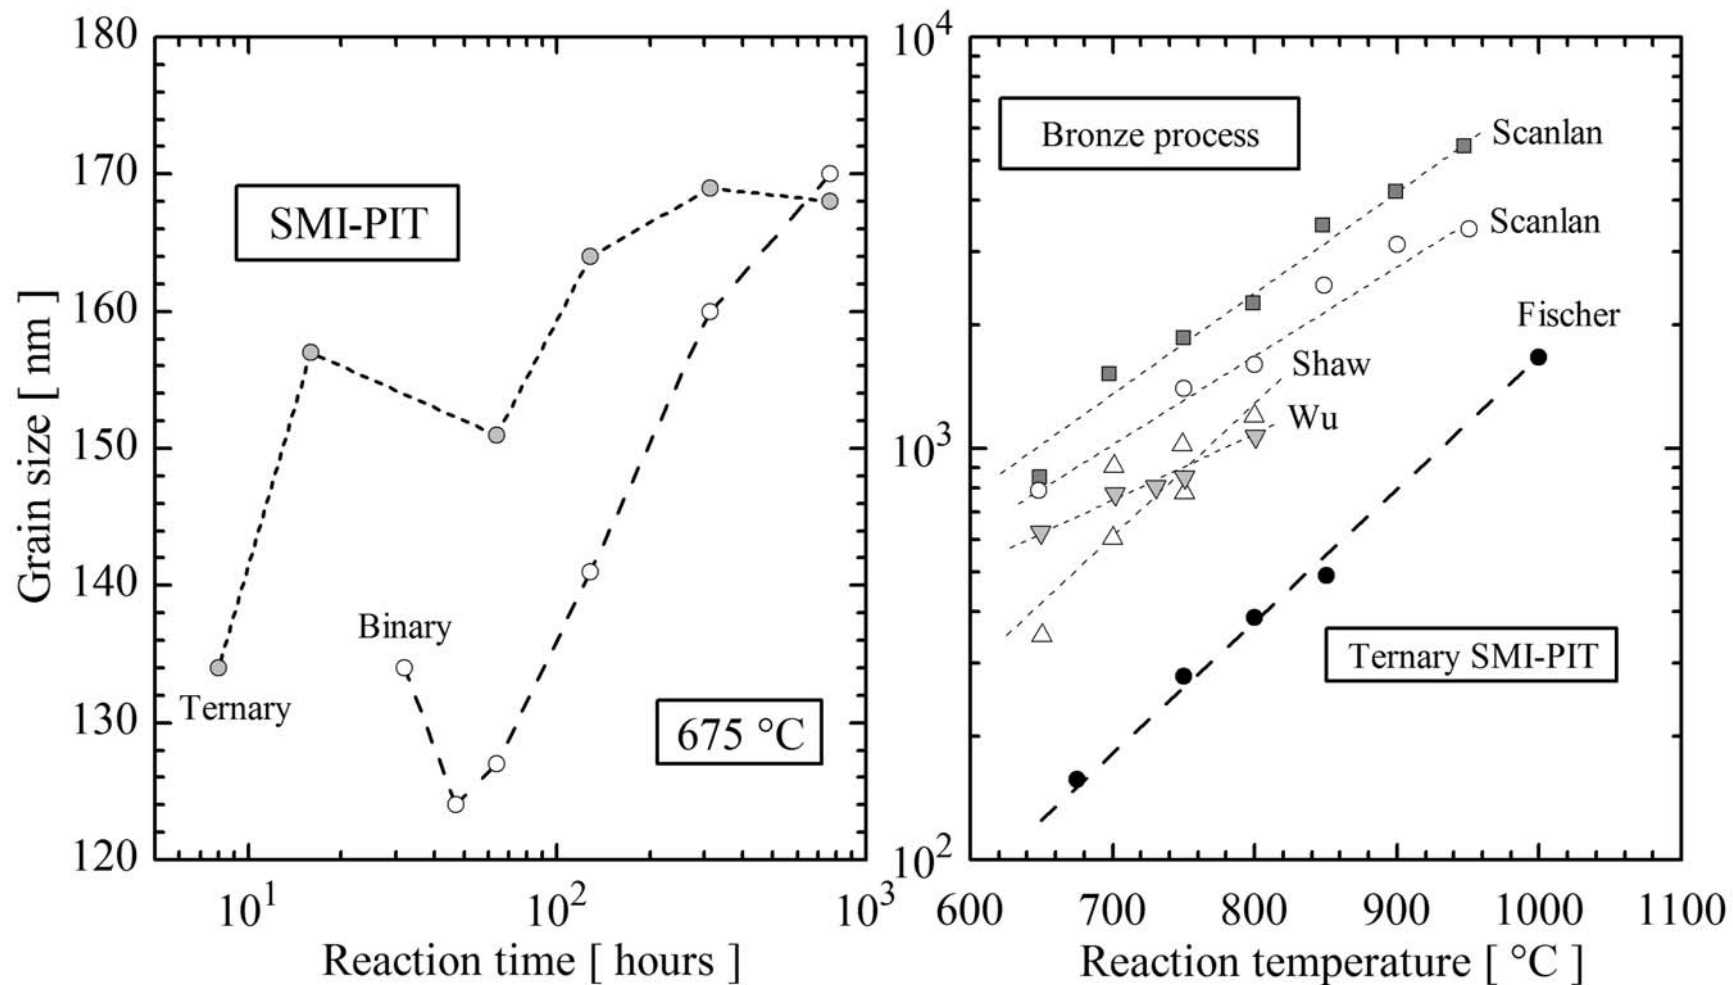 180
170
160
150
140
130
120
Grain size [ nm ]
SMI-PIT
Binary
Ternary
675 °C
10¹
10²
10³
Reaction time [ hours ]
10⁴
10³
10²
Bronze process
Scanlan
Scanlan
Fischer
Shaw
Wu
Ternary SMI-PIT
600 700 800 900 1000 1100
Reaction temperature [ °C ]